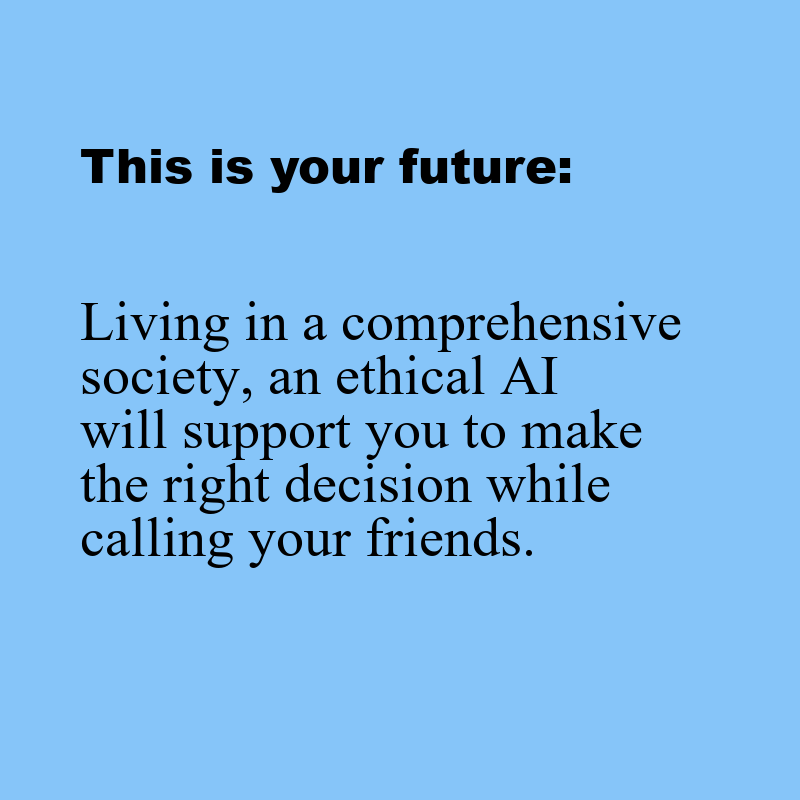 This is your future:
Living in a comprehensive
society, an ethical AI
will support you to make
the right decision while
calling your friends.